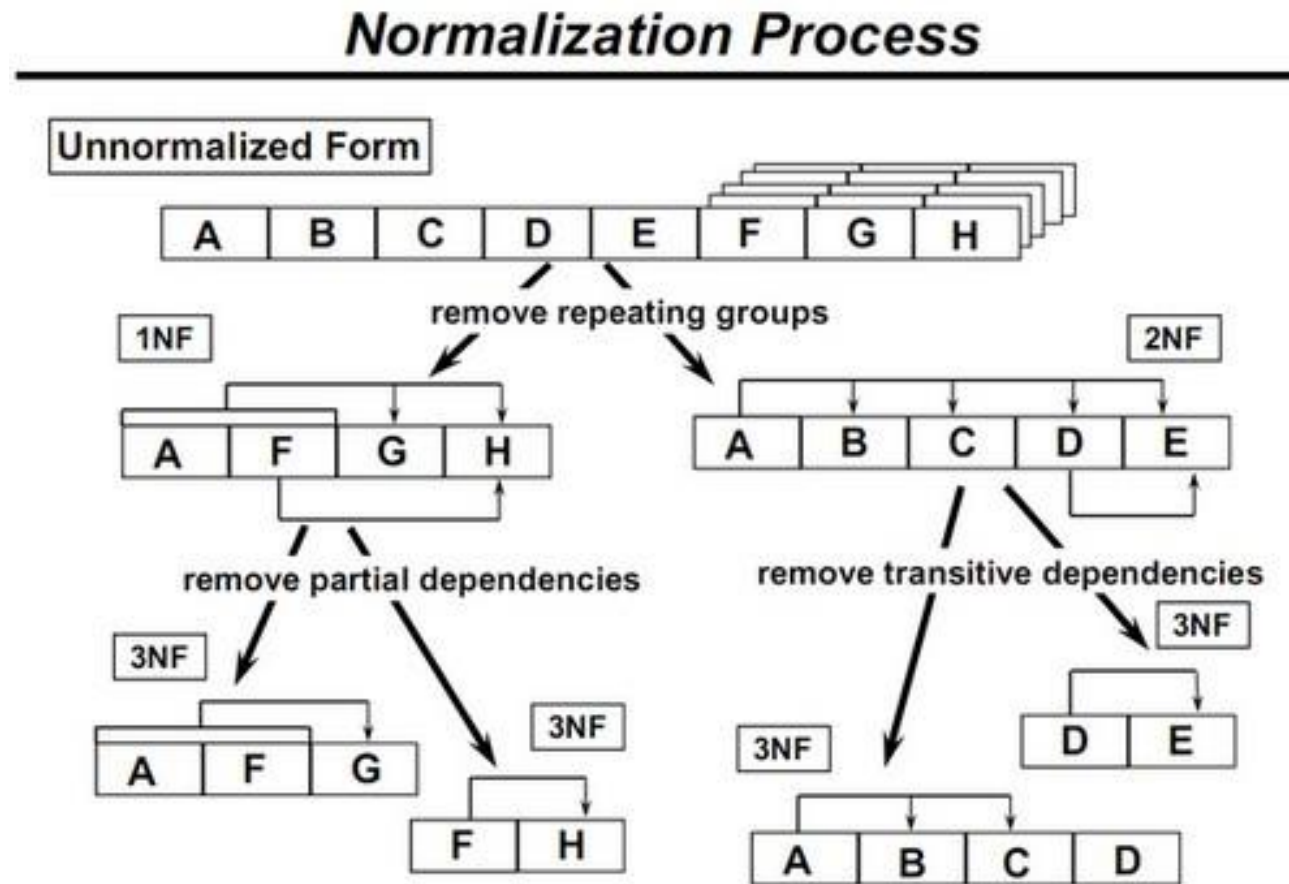 Normalization Process
Unnormalized Form
A B C D E F G H
remove repeating groups
1NF
2NF
A F G H
A B C D E
remove partial dependencies
remove transitive dependencies
3NF
3NF
A F G
D E
3NF
3NF
F H
A B C D